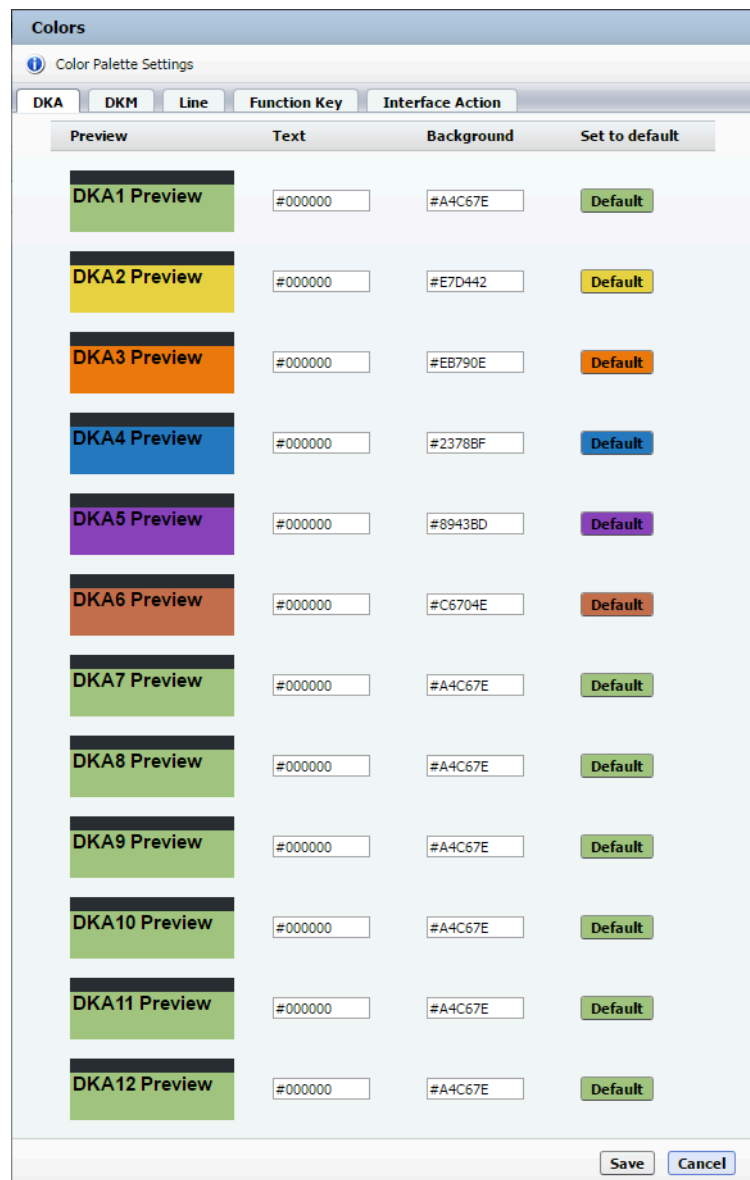 Colors
Color Palette Settings
DKA DKM Line Function Key Interface Action
Preview Text Background Set to default
DKA1 Preview #000000 #A4C67E Default
DKA2 Preview #000000 #E7D442 Default
DKA3 Preview #000000 #EB790E Default
DKA4 Preview #000000 #2378BF Default
DKA5 Preview #000000 #8943BD Default
DKA6 Preview #000000 #C6704E Default
DKA7 Preview #000000 #A4C67E Default
DKA8 Preview #000000 #A4C67E Default
DKA9 Preview #000000 #A4C67E Default
DKA10 Preview #000000 #A4C67E Default
DKA11 Preview #000000 #A4C67E Default
DKA12 Preview #000000 #A4C67E Default
Save Cancel